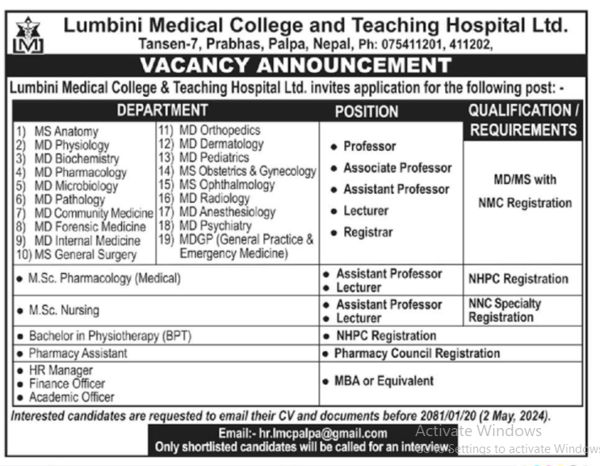 Lumbini Medical College and Teaching Hospital Ltd.
Tansen-7, Prabhas, Palpa, Nepal, Ph: 075411201, 411202,
LMC
VACANCY ANNOUNCEMENT
Lumbini Medical College & Teaching Hospital Ltd. invites application for the following post: -
DEPARTMENT
POSITION
QUALIFICATION / REQUIREMENTS
1) MS Anatomy
2) MD Physiology
3) MD Biochemistry
4) MD Pharmacology
5) MD Microbiology
6) MD Pathology
7) MD Community Medicine
8) MD Forensic Medicine
9) MD Internal Medicine
10) MS General Surgery
11) MD Orthopedics
12) MD Dermatology
13) MD Pediatrics
14) MS Obstetrics & Gynecology
15) MS Ophthalmology
16) MD Radiology
17) MD Anesthesiology
18) MD Psychiatry
19) MDGP (General Practice &
Emergency Medicine)
• Professor
• Associate Professor
• Assistant Professor
• Lecturer
• Registrar
MD/MS with
NMC Registration
• M.Sc. Pharmacology (Medical)
• Assistant Professor
• Lecturer
NHPC Registration
• M.Sc. Nursing
• Assistant Professor
• Lecturer
NNC Specialty
Registration
• Bachelor in Physiotherapy (BPT)
• NHPC Registration
• Pharmacy Assistant
• Pharmacy Council Registration
• HR Manager
• Finance Officer
• Academic Officer
• MBA or Equivalent
Interested candidates are requested to email their CV and documents before 2081/01/20 (2 May, 2024).
Email:- hr.lmcpalpa@gmail.com
Only shortlisted candidates will be called for an interview.
Activate Windows
Go to Settings to activate Windows